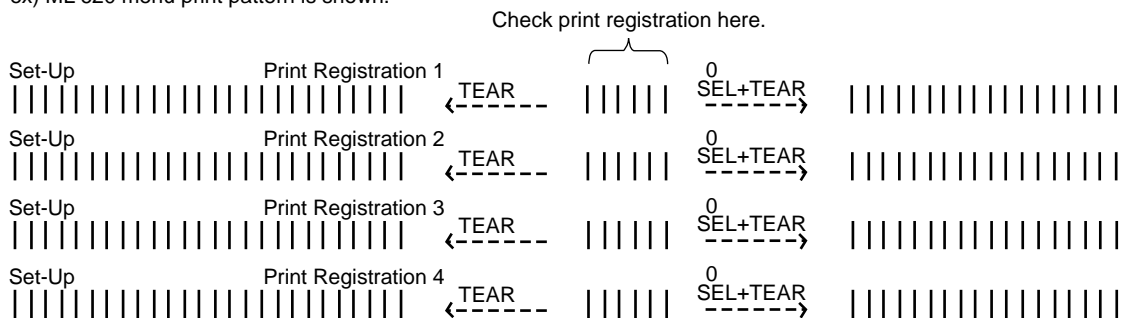 Check print registration here.
Set-Up Print Registration 1 TEAR 0 SEL+TEAR
Set-Up Print Registration 2 TEAR 0 SEL+TEAR
Set-Up Print Registration 3 TEAR 0 SEL+TEAR
Set-Up Print Registration 4 TEAR 0 SEL+TEAR